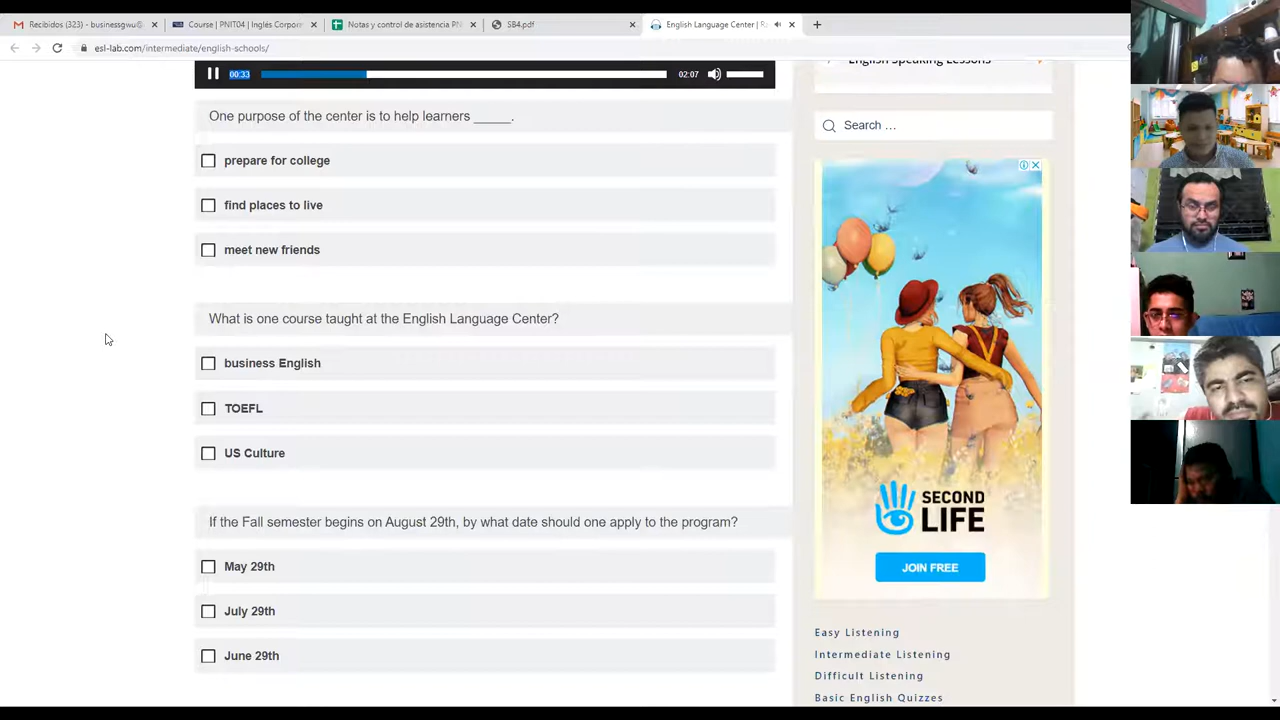 Recibidos (323) - businessgwu@
Course | PNIT04 | Inglés Corpor
Notas y control de asistencia PN
SB4.pdf
English Language Center | R
esl-lab.com/intermediate/english-schools/
00:33
02:07
English Speaking Lessons
One purpose of the center is to help learners _____.
Search …
prepare for college
find places to live
meet new friends
What is one course taught at the English Language Center?
business English
TOEFL
US Culture
SECOND
LIFE
If the Fall semester begins on August 29th, by what date should one apply to the program?
May 29th
JOIN FREE
July 29th
June 29th
Easy Listening
Intermediate Listening
Difficult Listening
Basic English Quizzes